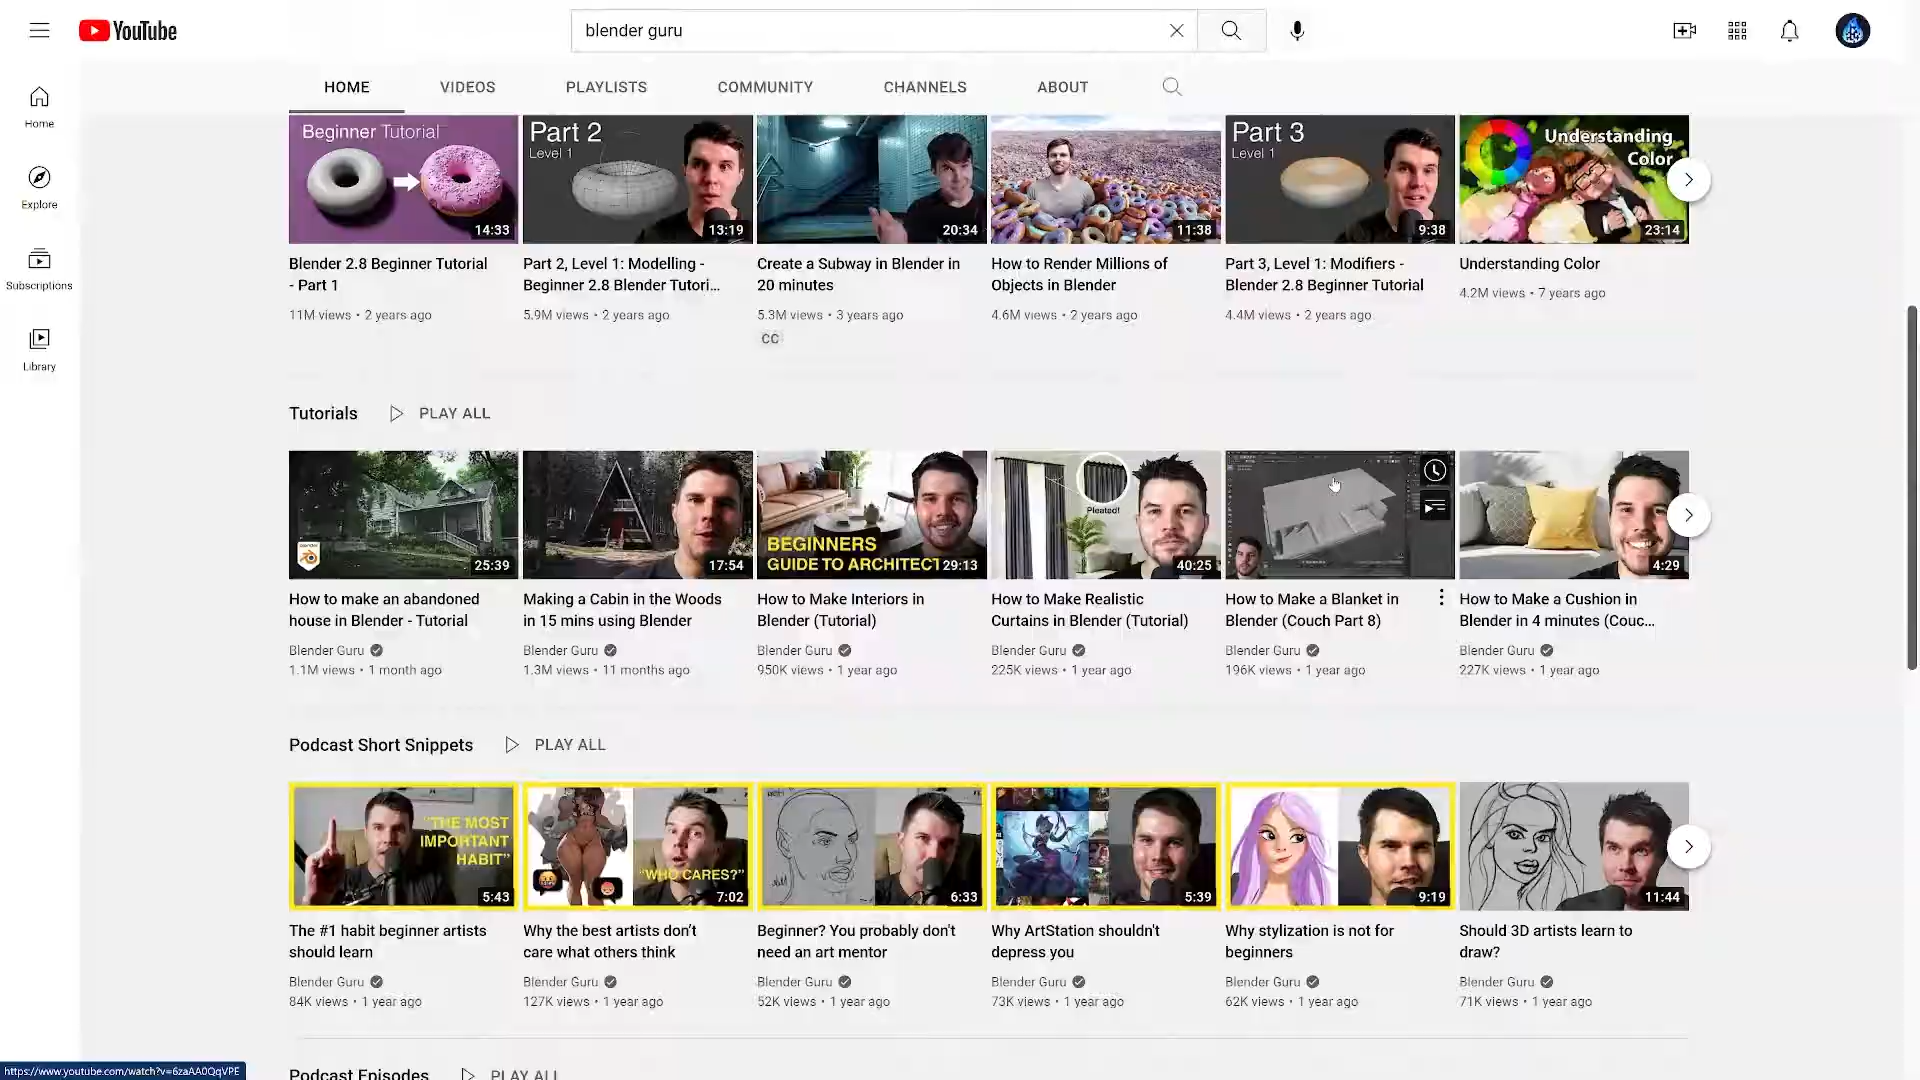 YouTube
blender guru
HOME
VIDEOS
PLAYLISTS
COMMUNITY
CHANNELS
ABOUT
Home
Explore
Subscriptions
Library
Beginner Tutorial
14:33
Part 2
Level 1
13:19
20:34
11:38
Part 3
Level 1
9:38
Understanding
Color
23:14
Blender 2.8 Beginner Tutorial
- Part 1
11M views • 2 years ago
Part 2, Level 1: Modelling -
Beginner 2.8 Blender Tutori...
5.9M views • 2 years ago
Create a Subway in Blender in
20 minutes
5.3M views • 3 years ago
CC
How to Render Millions of
Objects in Blender
4.6M views • 2 years ago
Part 3, Level 1: Modifiers -
Blender 2.8 Beginner Tutorial
4.4M views • 2 years ago
Understanding Color
4.2M views • 7 years ago
Tutorials
PLAY ALL
25:39
17:54
BEGINNERS
GUIDE TO ARCHITECT
29:13
Pleated!
40:25
4:29
How to make an abandoned
house in Blender - Tutorial
Blender Guru
1.1M views • 1 month ago
Making a Cabin in the Woods
in 15 mins using Blender
Blender Guru
1.3M views • 11 months ago
How to Make Interiors in
Blender (Tutorial)
Blender Guru
950K views • 1 year ago
How to Make Realistic
Curtains in Blender (Tutorial)
Blender Guru
225K views • 1 year ago
How to Make a Blanket in
Blender (Couch Part 8)
Blender Guru
196K views • 1 year ago
How to Make a Cushion in
Blender in 4 minutes (Couc...
Blender Guru
227K views • 1 year ago
Podcast Short Snippets
PLAY ALL
"THE MOST
IMPORTANT
HABIT"
5:43
"WHO CARES?"
7:02
6:33
5:39
9:19
11:44
The #1 habit beginner artists
should learn
Blender Guru
84K views • 1 year ago
Why the best artists don't
care what others think
Blender Guru
127K views • 1 year ago
Beginner? You probably don't
need an art mentor
Blender Guru
52K views • 1 year ago
Why ArtStation shouldn't
depress you
Blender Guru
73K views • 1 year ago
Why stylization is not for
beginners
Blender Guru
62K views • 1 year ago
Should 3D artists learn to
draw?
Blender Guru
71K views • 1 year ago
Podcast Episodes
PLAY ALL
https://www.youtube.com/watch?v=6zaAA0QqVPE